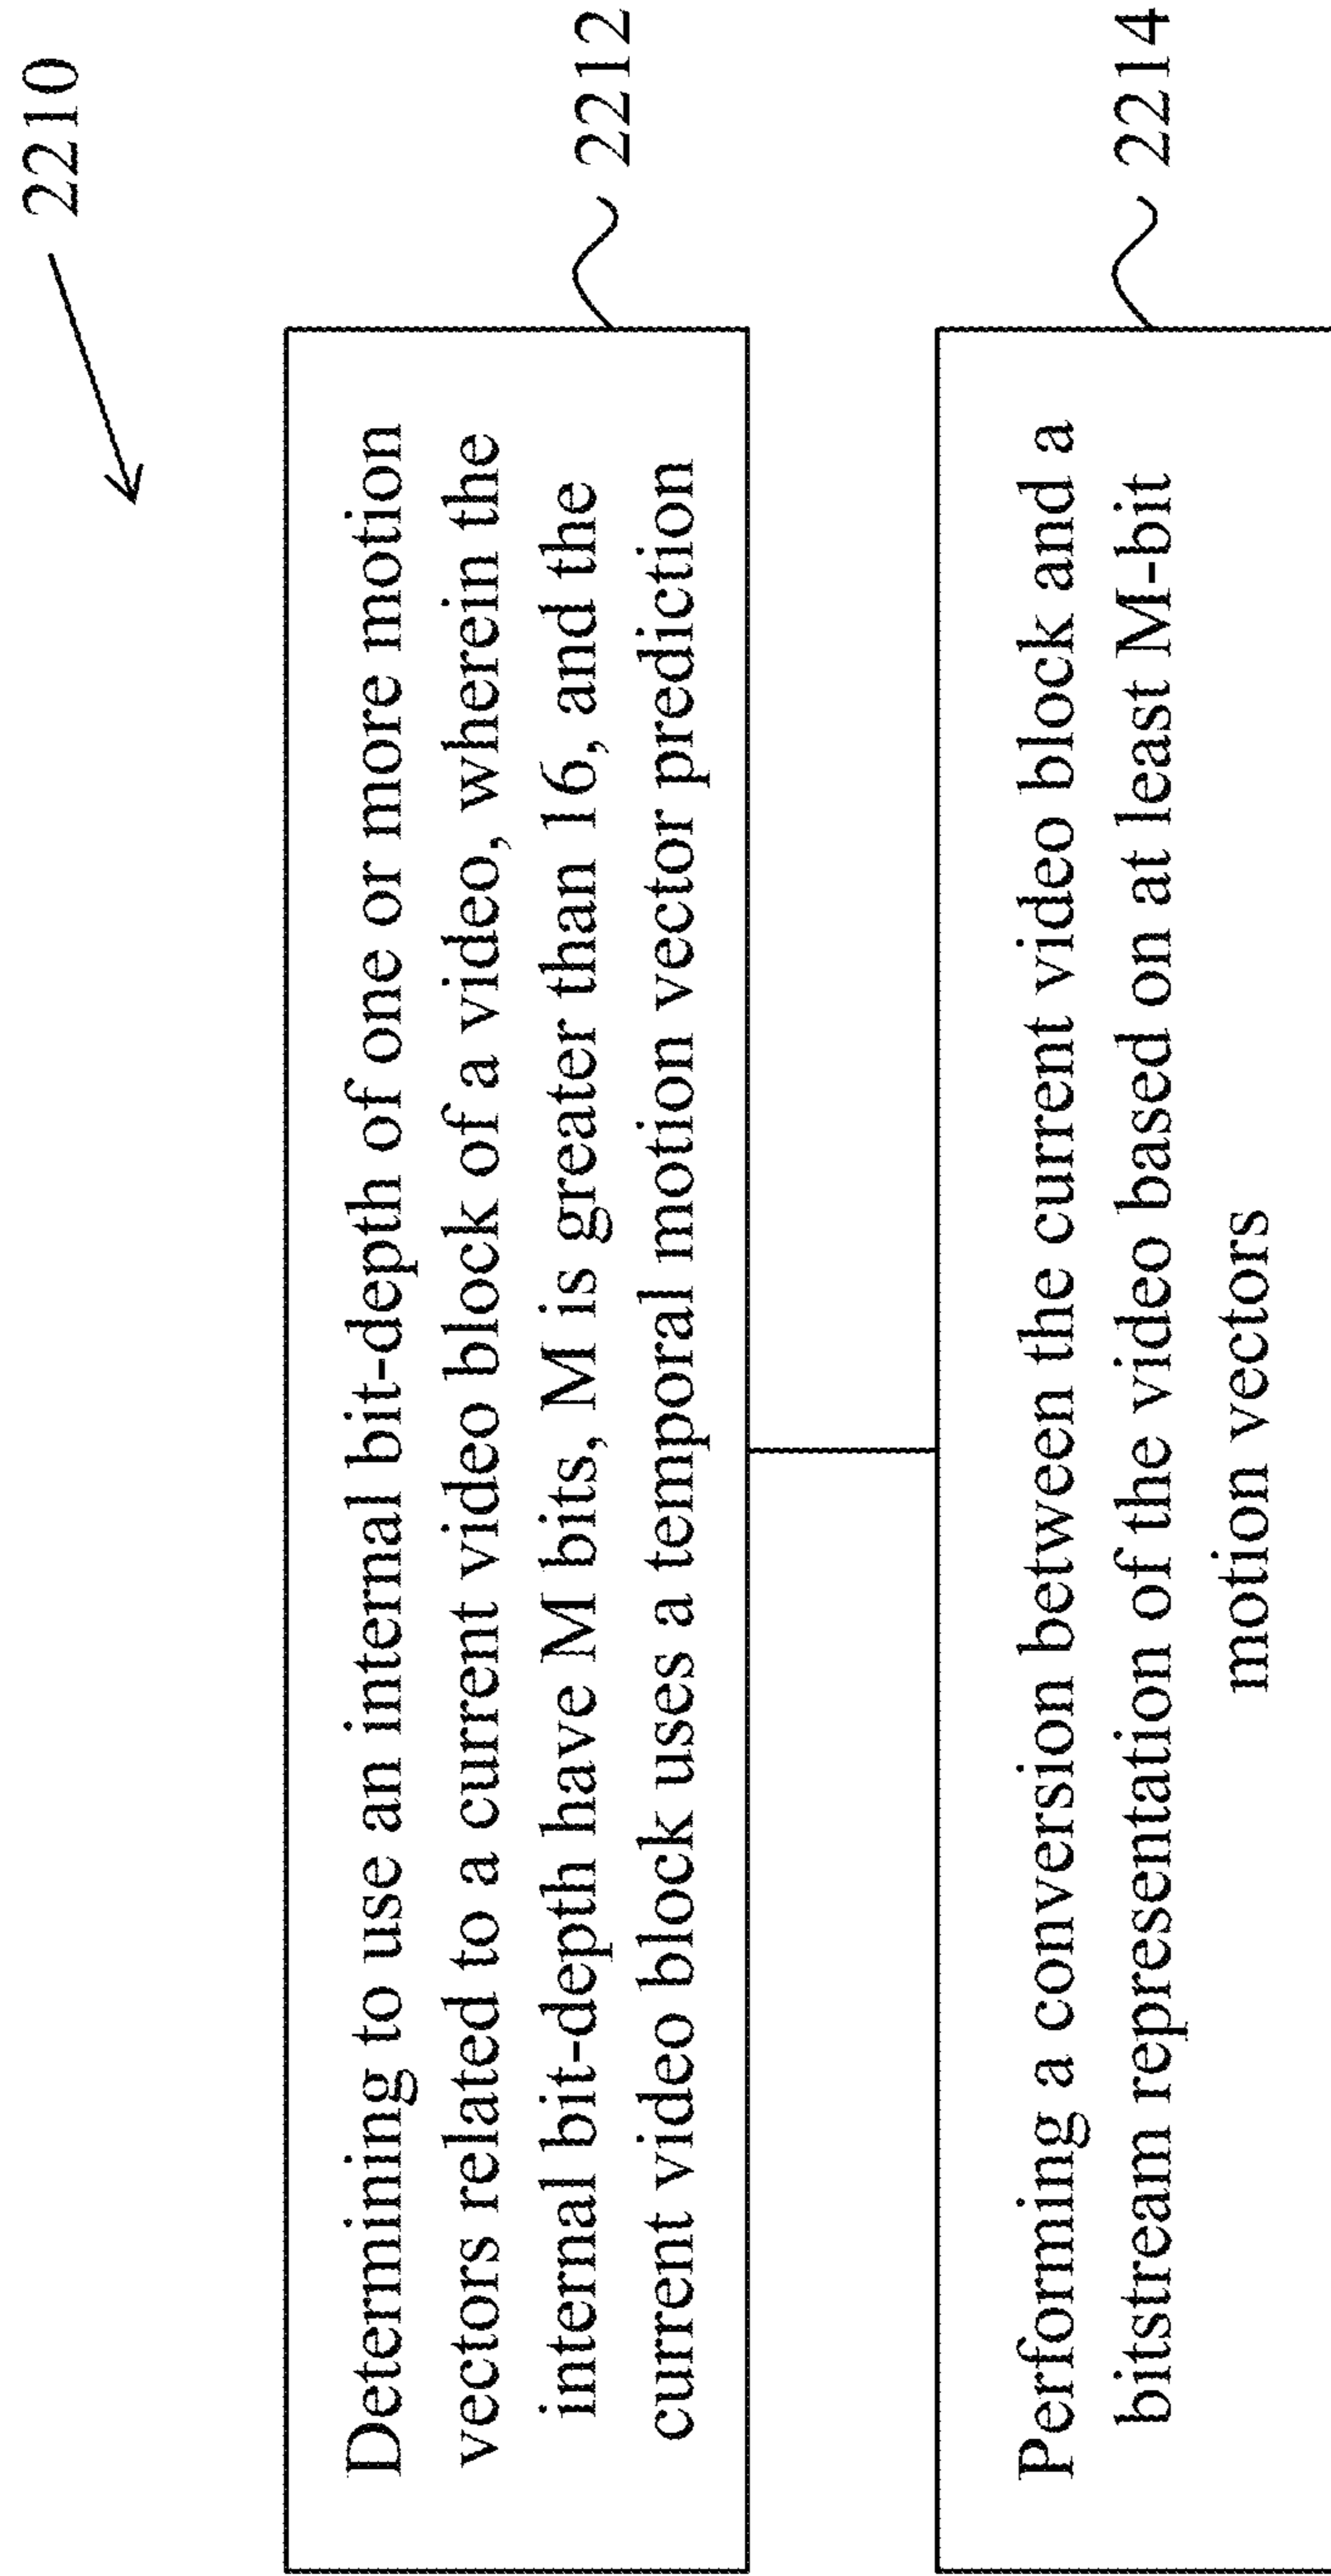 2210
Determining to use an internal bit-depth of one or more motion
vectors related to a current video block of a video, wherein the
internal bit-depth have M bits, M is greater than 16, and the
current video block uses a temporal motion vector prediction
2212
Performing a conversion between the current video block and a
bitstream representation of the video based on at least M-bit
motion vectors
2214